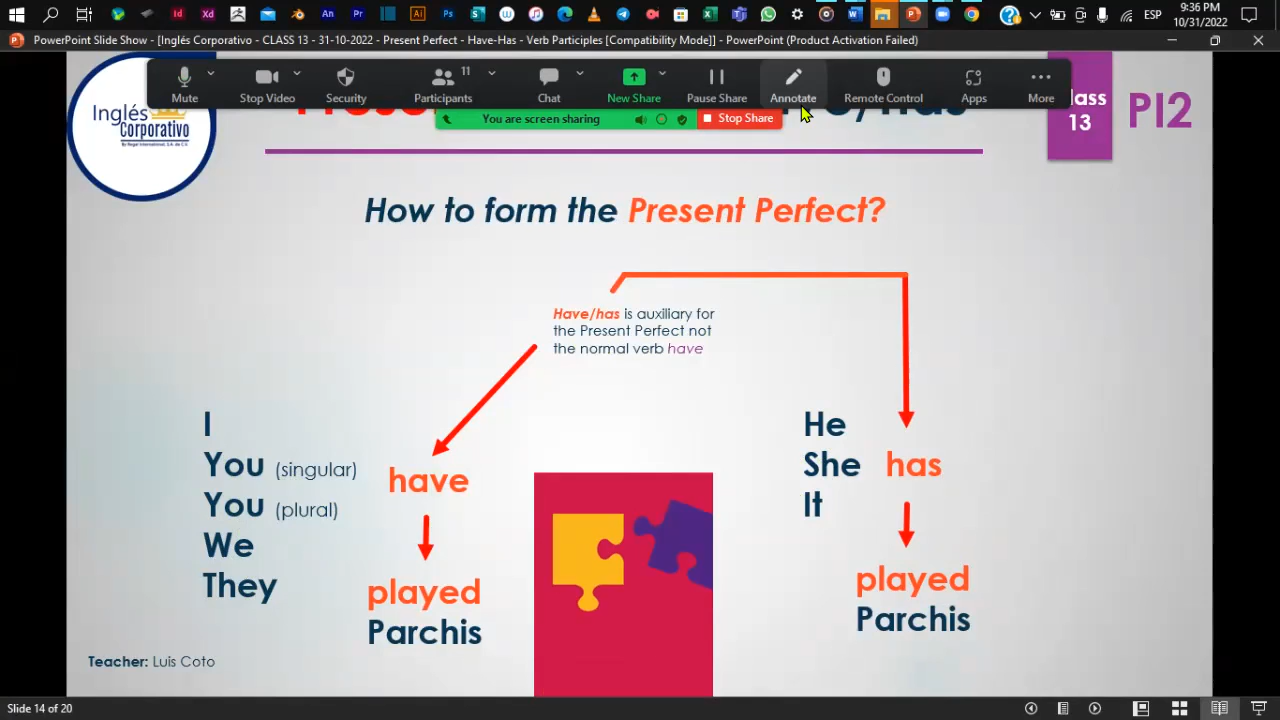 ESP
9:36 PM
10/31/2022
PowerPoint Slide Show - [Inglés Corporativo - CLASS 13 - 31-10-2022 - Present Perfect - Have-Has - Verb Participles [Compatibility Mode]] - PowerPoint (Product Activation Failed)
Mute
Stop Video
Security
11
Participants
Chat
New Share
Pause Share
Annotate
Remote Control
Apps
More
You are screen sharing
Stop Share
Inglés
Corporativo
By Regal International, S.A. de C.V.
13
PI2
How to form the Present Perfect?
Have/has is auxiliary for
the Present Perfect not
the normal verb have
I
You (singular)
You (plural)
We
They
have
played
Parchis
He
She
It
has
played
Parchis
Teacher: Luis Coto
Slide 14 of 20